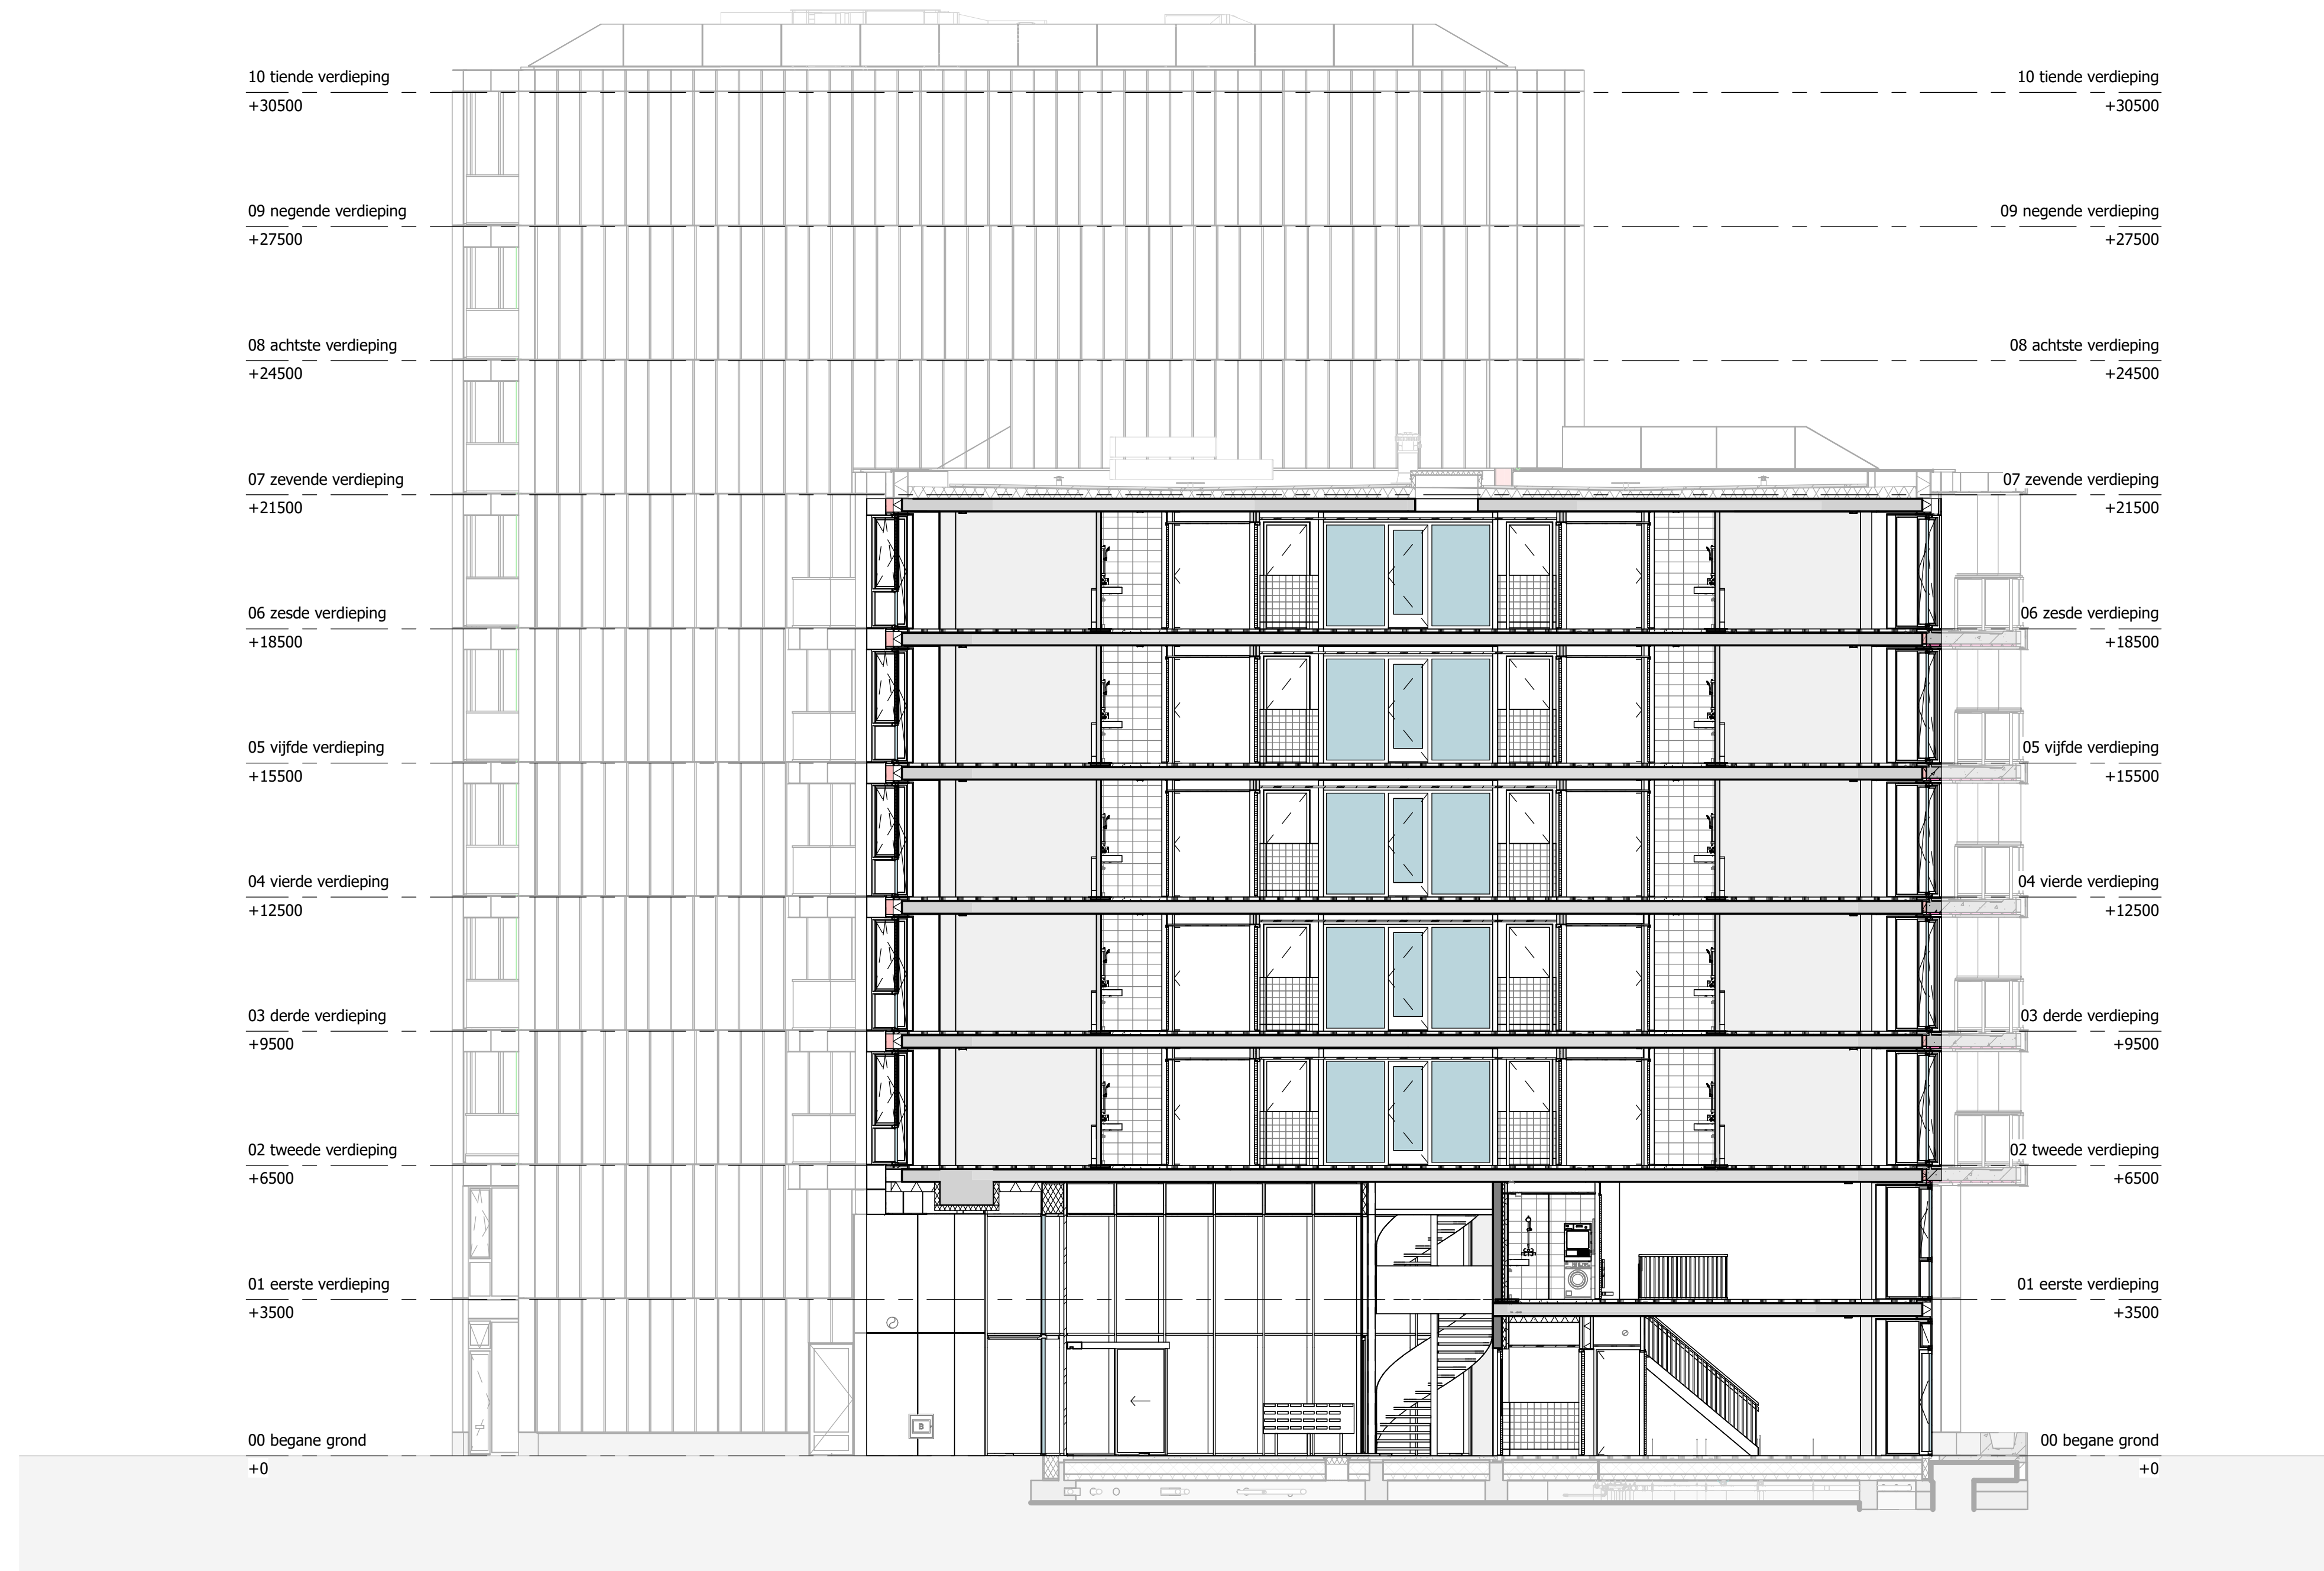 10 tiende verdieping
+30500
10 tiende verdieping
+30500
09 negende verdieping
+27500
09 negende verdieping
+27500
08 achtste verdieping
+24500
08 achtste verdieping
+24500
07 zevende verdieping
+21500
07 zevende verdieping
+21500
06 zesde verdieping
+18500
06 zesde verdieping
+18500
05 vijfde verdieping
+15500
05 vijfde verdieping
+15500
04 vierde verdieping
+12500
04 vierde verdieping
+12500
03 derde verdieping
+9500
03 derde verdieping
+9500
02 tweede verdieping
+6500
02 tweede verdieping
+6500
01 eerste verdieping
+3500
01 eerste verdieping
+3500
B
00 begane grond
+0
00 begane grond
+0